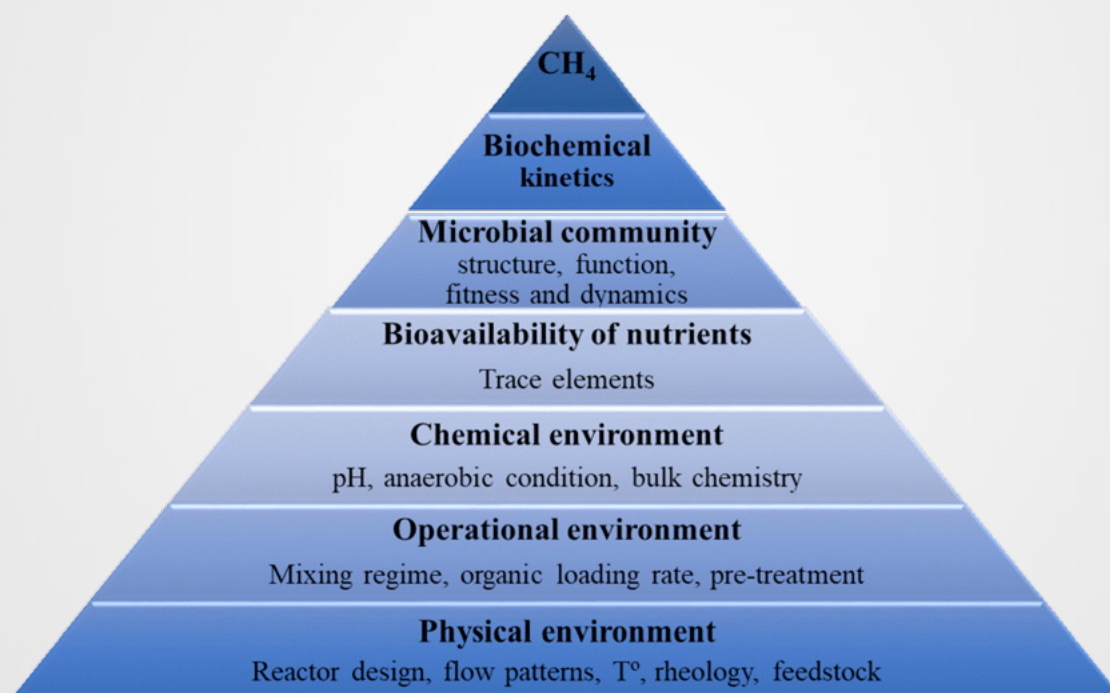 CH₄
Biochemical
kinetics
Microbial community
structure, function,
fitness and dynamics
Bioavailability of nutrients
Trace elements
Chemical environment
pH, anaerobic condition, bulk chemistry
Operational environment
Mixing regime, organic loading rate, pre-treatment
Physical environment
Reactor design, flow patterns, Tº, rheology, feedstock